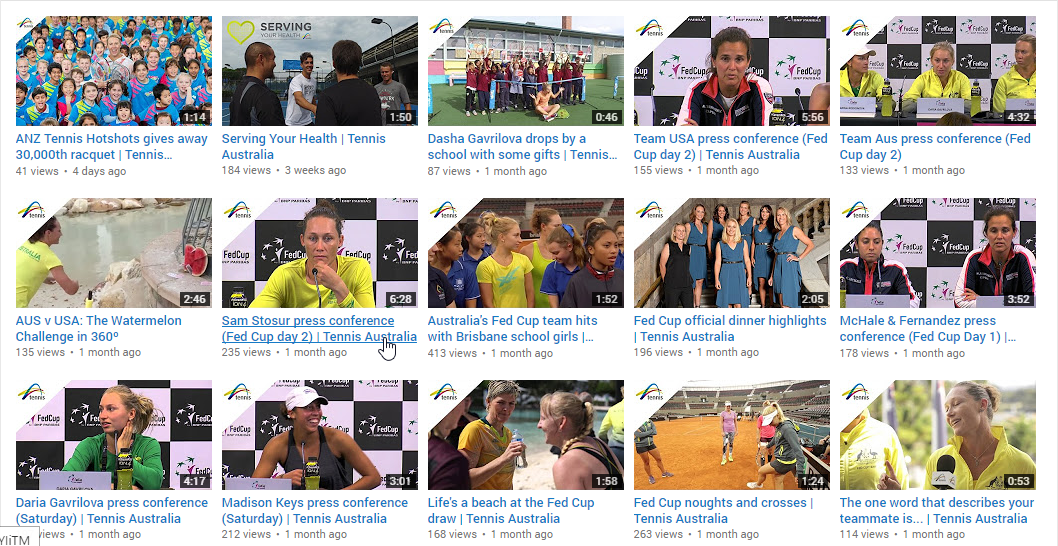 tennis
1:14
SERVING
YOUR HEALTH
1:50
tennis
0:46
tennis
FedCup
BNP PARIBAS
5:56
tennis
4:32
ANZ Tennis Hotshots gives away
30,000th racquet | Tennis...
41 views • 4 days ago
Serving Your Health | Tennis
Australia
184 views • 3 weeks ago
Dasha Gavrilova drops by a
school with some gifts | Tennis...
87 views • 1 month ago
Team USA press conference (Fed
Cup day 2) | Tennis Australia
155 views • 1 month ago
Team Aus press conference (Fed
Cup day 2)
133 views • 1 month ago
tennis
2:46
tennis
FedCup
BNP PARIBAS
6:28
tennis
1:52
tennis
2:05
tennis
FedCup
3:52
AUS v USA: The Watermelon
Challenge in 360º
135 views • 1 month ago
Sam Stosur press conference
(Fed Cup day 2) | Tennis Australia
235 views • 1 month ago
Australia's Fed Cup team hits
with Brisbane school girls |...
413 views • 1 month ago
Fed Cup official dinner highlights
| Tennis Australia
196 views • 1 month ago
McHale & Fernandez press
conference (Fed Cup Day 1) |...
178 views • 1 month ago
tennis
FedCup
4:17
tennis
FedCup
3:01
tennis
1:58
tennis
1:24
tennis
0:53
Daria Gavrilova press conference
(Saturday) | Tennis Australia
views • 1 month ago
Madison Keys press conference
(Saturday) | Tennis Australia
212 views • 1 month ago
Life's a beach at the Fed Cup
draw | Tennis Australia
168 views • 1 month ago
Fed Cup noughts and crosses |
Tennis Australia
263 views • 1 month ago
The one word that describes your
teammate is... | Tennis Australia
114 views • 1 month ago